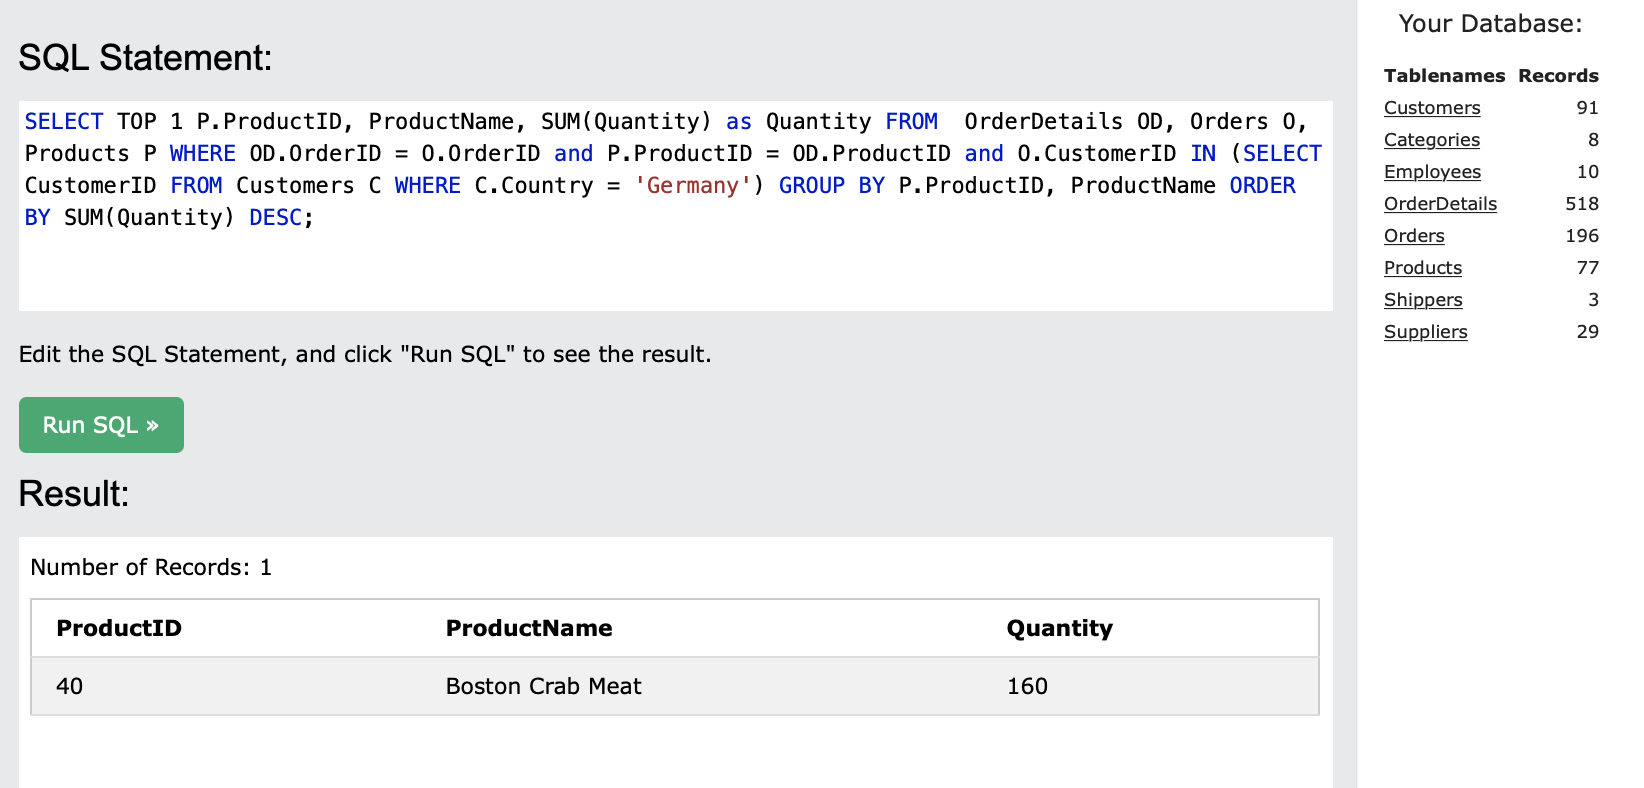 SQL Statement:
SELECT TOP 1 P.ProductID, ProductName, SUM(Quantity) as Quantity FROM  OrderDetails OD, Orders O,
Products P WHERE OD.OrderID = O.OrderID and P.ProductID = OD.ProductID and O.CustomerID IN (SELECT
CustomerID FROM Customers C WHERE C.Country = 'Germany') GROUP BY P.ProductID, ProductName ORDER
BY SUM(Quantity) DESC;
Edit the SQL Statement, and click "Run SQL" to see the result.
Run SQL »
Result:
Number of Records: 1
ProductID ProductName Quantity
40 Boston Crab Meat 160
Your Database:
Tablenames Records
Customers 91
Categories 8
Employees 10
OrderDetails 518
Orders 196
Products 77
Shippers 3
Suppliers 29